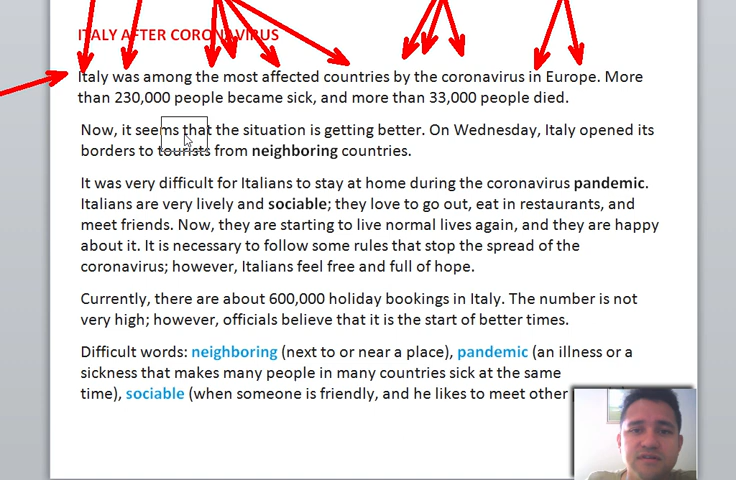 ITALY AFTER CORONAVIRUS
Italy was among the most affected countries by the coronavirus in Europe. More
than 230,000 people became sick, and more than 33,000 people died.
Now, it seems that the situation is getting better. On Wednesday, Italy opened its
borders to tourists from neighboring countries.
It was very difficult for Italians to stay at home during the coronavirus pandemic.
Italians are very lively and sociable; they love to go out, eat in restaurants, and
meet friends. Now, they are starting to live normal lives again, and they are happy
about it. It is necessary to follow some rules that stop the spread of the
coronavirus; however, Italians feel free and full of hope.
Currently, there are about 600,000 holiday bookings in Italy. The number is not
very high; however, officials believe that it is the start of better times.
Difficult words: neighboring (next to or near a place), pandemic (an illness or a
sickness that makes many people in many countries sick at the same
time), sociable (when someone is friendly, and he likes to meet other